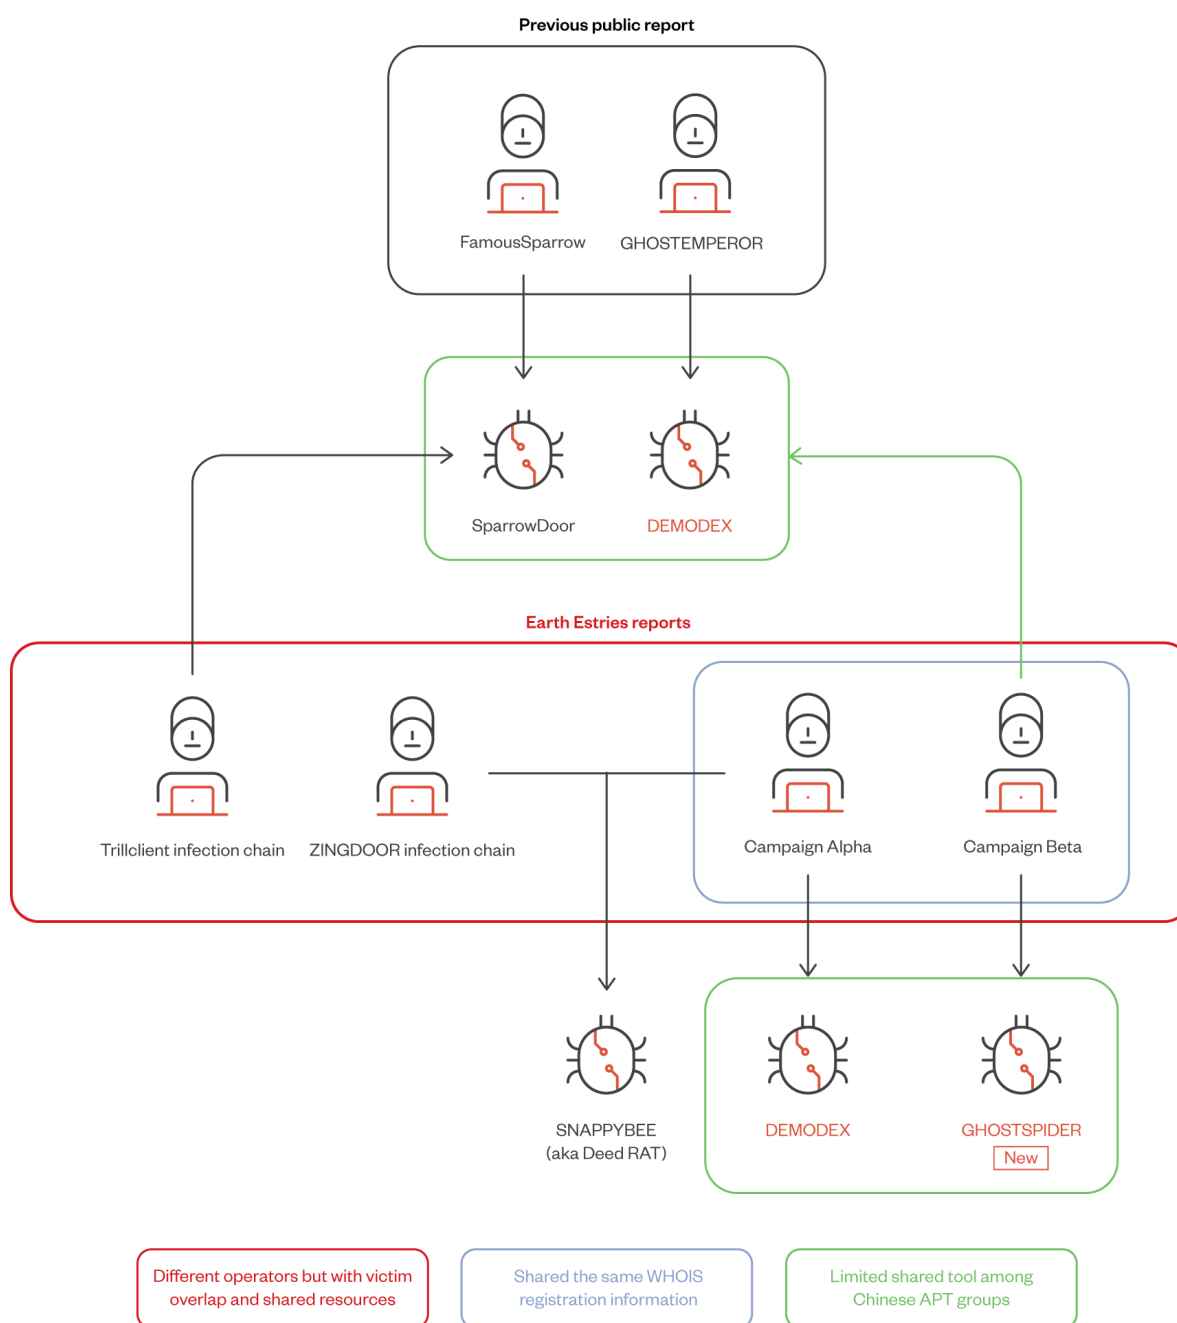 Previous public report
FamousSparrow
GHOSTEMPEROR
SparrowDoor
DEMODEX
Earth Estries reports
Trillclient infection chain
ZINGDOOR infection chain
Campaign Alpha
Campaign Beta
SNAPPYBEE
(aka Deed RAT)
DEMODEX
GHOSTSPIDER
New
Different operators but with victim
overlap and shared resources
Shared the same WHOIS
registration information
Limited shared tool among
Chinese APT groups